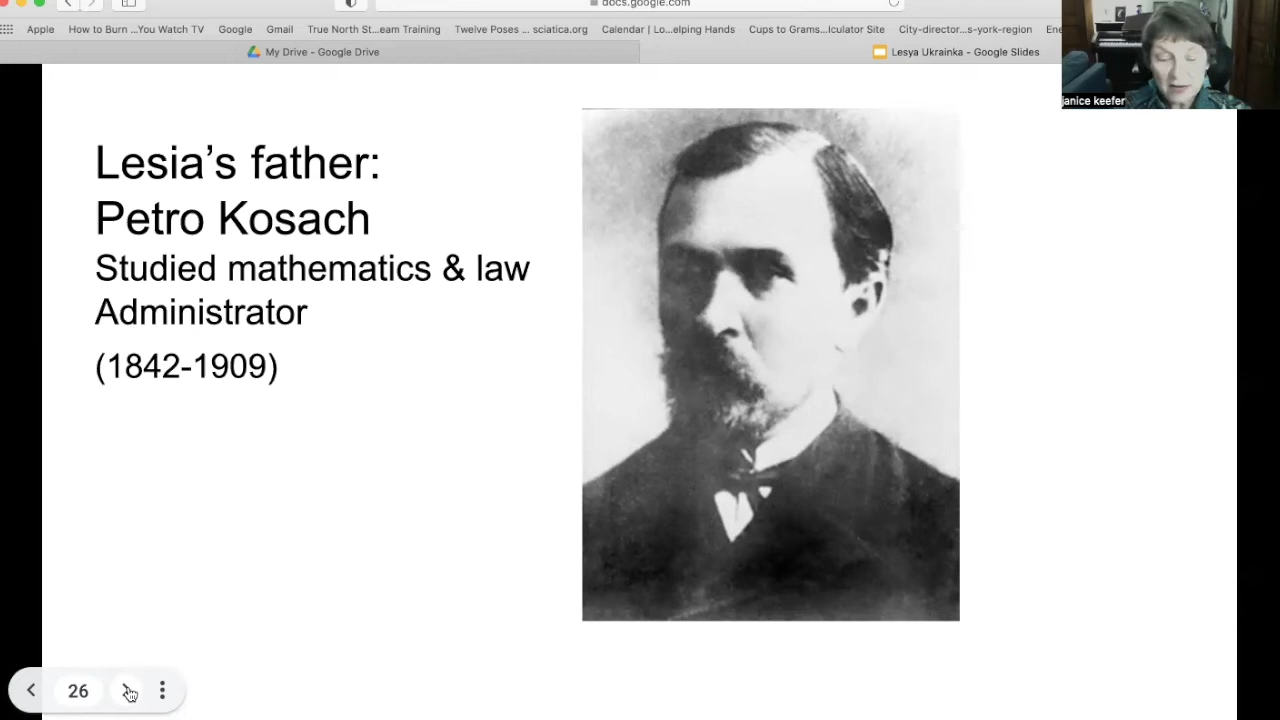 docs.google.com
Apple How to Burn ...You Watch TV Google Gmail True North St...eam Training Twelve Poses ... sciatica.org Calendar | Lo...elping Hands Cups to Grams...lculator Site City-director...s-york-region Ene
My Drive - Google Drive
Lesya Ukrainka - Google Slides
janice keefer
Lesia’s father:
Petro Kosach
Studied mathematics & law
Administrator
(1842-1909)
26